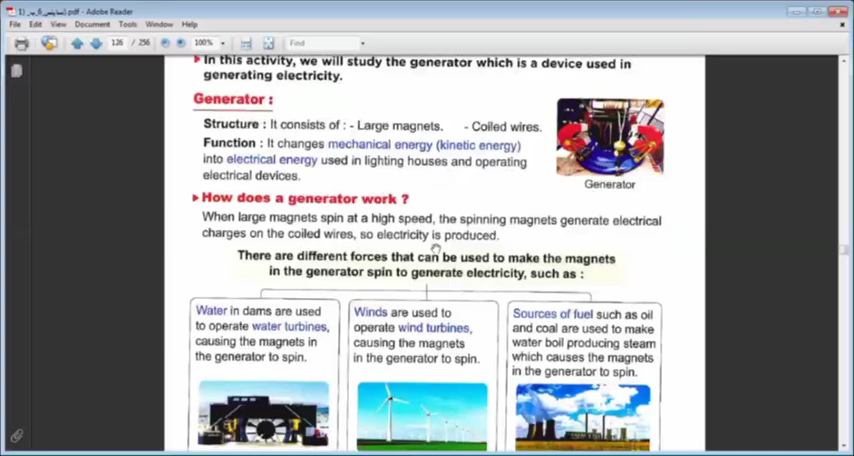 File Edit View Document Tools Window Help
126 / 256 100% Find
▸ In this activity, we will study the generator which is a device used in
generating electricity.
Generator :
Structure : It consists of : - Large magnets. - Coiled wires.
Function : It changes mechanical energy (kinetic energy)
into electrical energy used in lighting houses and operating
electrical devices.
Generator
▸ How does a generator work ?
When large magnets spin at a high speed, the spinning magnets generate electrical
charges on the coiled wires, so electricity is produced.
There are different forces that can be used to make the magnets
in the generator spin to generate electricity, such as :
Water in dams are used
to operate water turbines,
causing the magnets in
the generator to spin.
Winds are used to
operate wind turbines,
causing the magnets
in the generator to spin.
Sources of fuel such as oil
and coal are used to make
water boil producing steam
which causes the magnets
in the generator to spin.